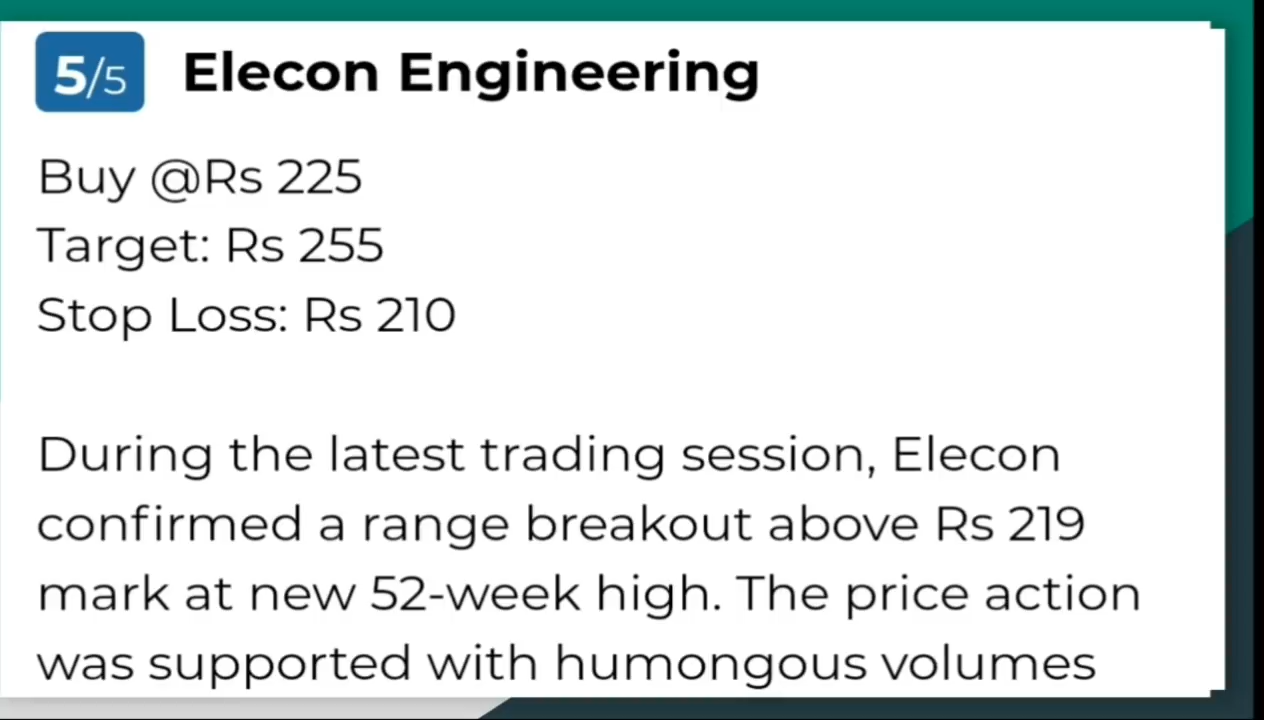 5/5 Elecon Engineering
Buy @Rs 225
Target: Rs 255
Stop Loss: Rs 210
During the latest trading session, Elecon
confirmed a range breakout above Rs 219
mark at new 52-week high. The price action
was supported with humongous volumes